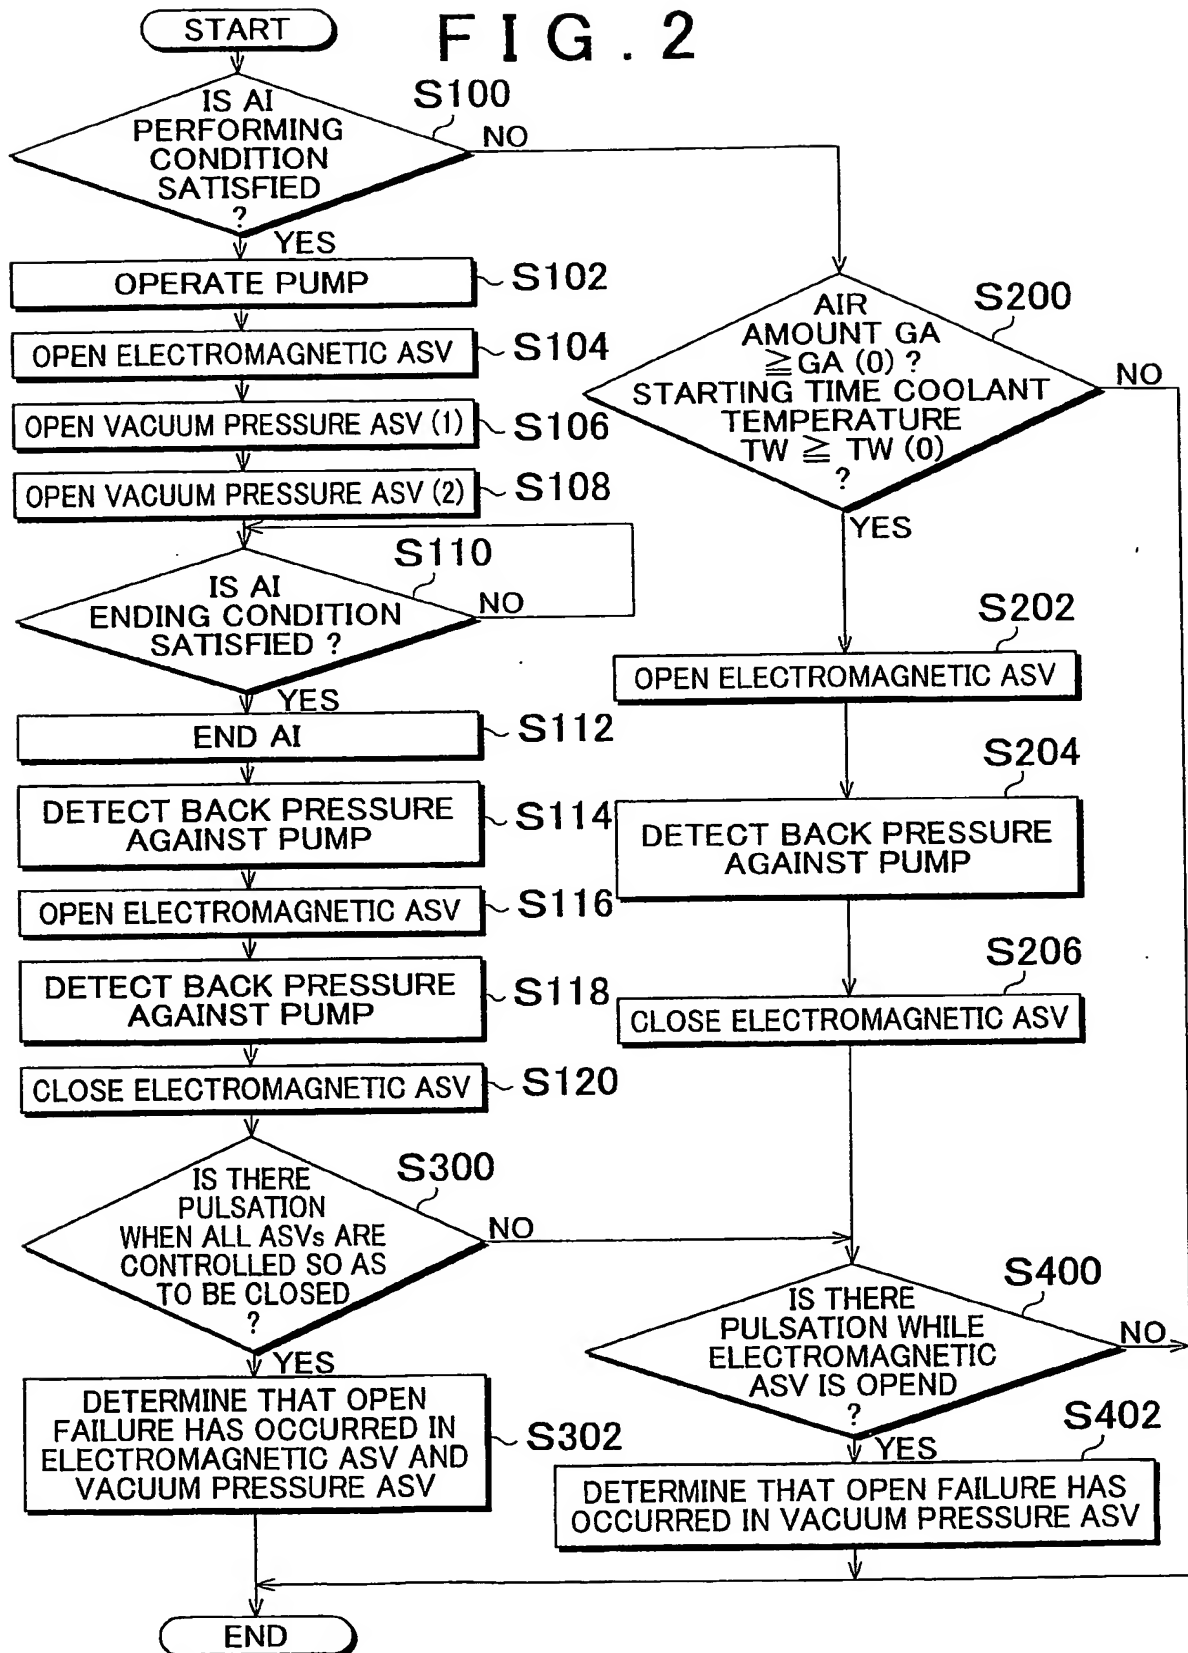 FIG. 2
START
IS AI
PERFORMING
CONDITION
SATISFIED
?
S100
NO
YES
OPERATE PUMP
S102
OPEN ELECTROMAGNETIC ASV
S104
OPEN VACUUM PRESSURE ASV (1)
S106
OPEN VACUUM PRESSURE ASV (2)
S108
IS AI
ENDING CONDITION
SATISFIED ?
S110
NO
YES
END AI
S112
DETECT BACK PRESSURE
AGAINST PUMP
S114
OPEN ELECTROMAGNETIC ASV
S116
DETECT BACK PRESSURE
AGAINST PUMP
S118
CLOSE ELECTROMAGNETIC ASV
S120
IS THERE
PULSATION
WHEN ALL ASVs ARE
CONTROLLED SO AS
TO BE CLOSED
?
S300
NO
YES
DETERMINE THAT OPEN
FAILURE HAS OCCURRED IN
ELECTROMAGNETIC ASV AND
VACUUM PRESSURE ASV
S302
AIR
AMOUNT GA
≧GA (0) ?
STARTING TIME COOLANT
TEMPERATURE
TW ≧ TW (0)
?
S200
NO
YES
S202
OPEN ELECTROMAGNETIC ASV
S204
DETECT BACK PRESSURE
AGAINST PUMP
S206
CLOSE ELECTROMAGNETIC ASV
IS THERE
PULSATION WHILE
ELECTROMAGNETIC
ASV IS OPEND
?
S400
NO
YES
S402
DETERMINE THAT OPEN FAILURE HAS
OCCURRED IN VACUUM PRESSURE ASV
END